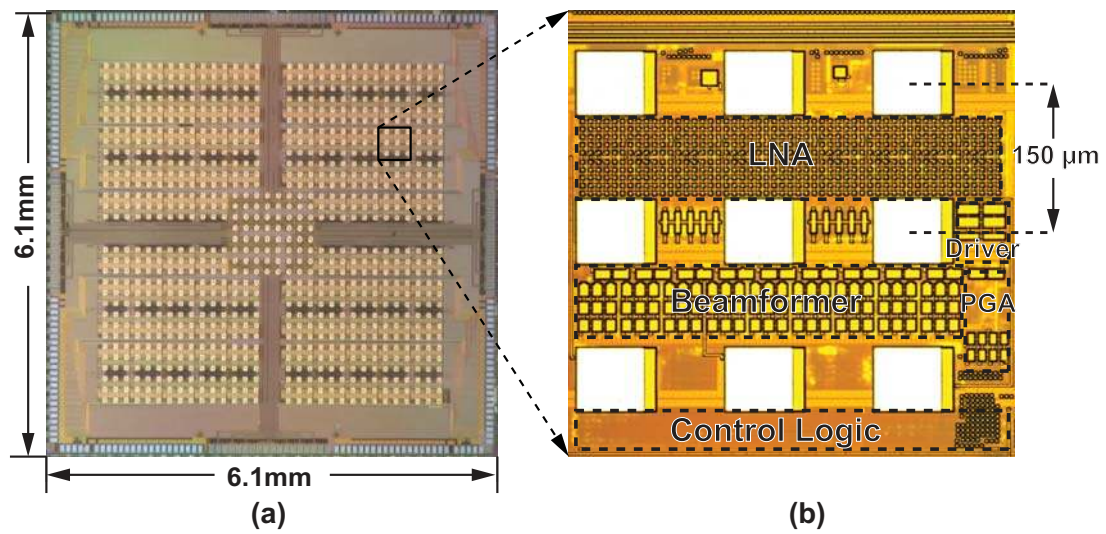 6.1mm
6.1mm
(a)
LNA
150 µm
Driver
Beamformer
PGA
Control Logic
(b)